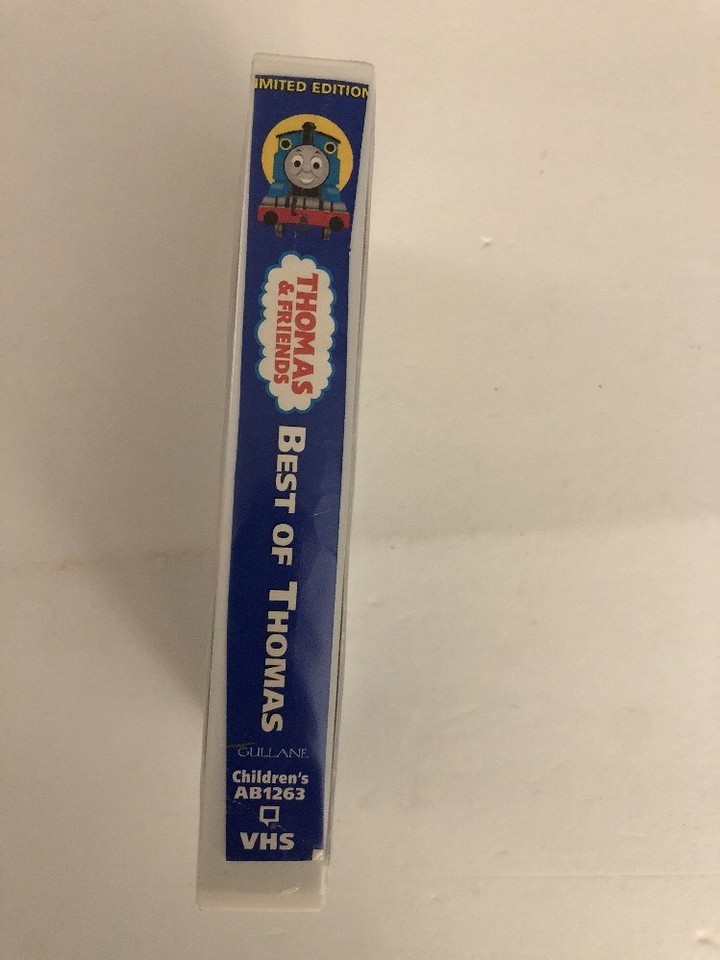 IMITED EDITION
THOMAS
& FRIENDS
BEST OF THOMAS
GULLANE
Children's
AB1263
VHS